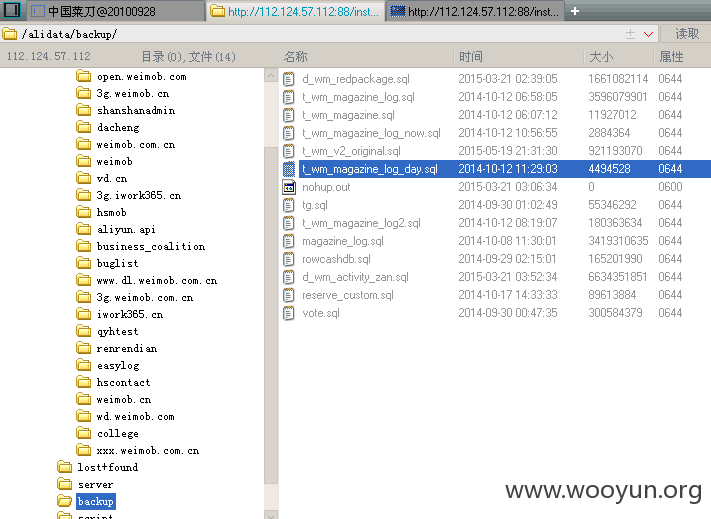 中国菜刀@20100928 http://112.124.57.112:88/inst... http://112.124.57.112:88/inst... +
/alidata/backup/ 读取
112.124.57.112 目录(0),文件(14) 名称 时间 大小 属性
open.weimob.com
3g.weimob.cn
shanshanadmin
dacheng
weimob.com.cn
weimob
vd.cn
3g.iwork365.cn
hsmob
aliyun.api
business_coalition
buglist
www.dl.weimob.com.cn
3g.weimob.com.cn
iwork365.cn
qyhtest
renrendian
easylog
hscontact
weimob.cn
wd.weimob.com
college
xxx.weimob.com.cn
lost+found
server
backup
script
d_wm_redpackage.sql 2015-03-21 02:39:05 1661082114 0644
t_wm_magazine_log.sql 2014-10-12 06:58:05 3596079901 0644
t_wm_magazine.sql 2014-10-12 06:07:12 11927012 0644
t_wm_magazine_log_now.sql 2014-10-12 10:56:55 2884364 0644
t_wm_v2_original.sql 2015-05-19 21:31:30 921193070 0644
t_wm_magazine_log_day.sql 2014-10-12 11:29:03 4494528 0644
nohup.out 2015-03-21 03:06:34 0 0600
tg.sql 2014-09-30 01:02:49 55346292 0644
t_wm_magazine_log2.sql 2014-10-12 08:19:07 180363634 0644
magazine_log.sql 2014-10-08 11:30:01 3419310635 0644
rowcashdb.sql 2014-09-29 02:15:01 165201990 0644
d_wm_activity_zan.sql 2015-03-21 03:52:34 6634351851 0644
reserve_custom.sql 2014-10-17 14:33:33 89613884 0644
vote.sql 2014-09-30 00:47:35 300584379 0644
www.wooyun.org